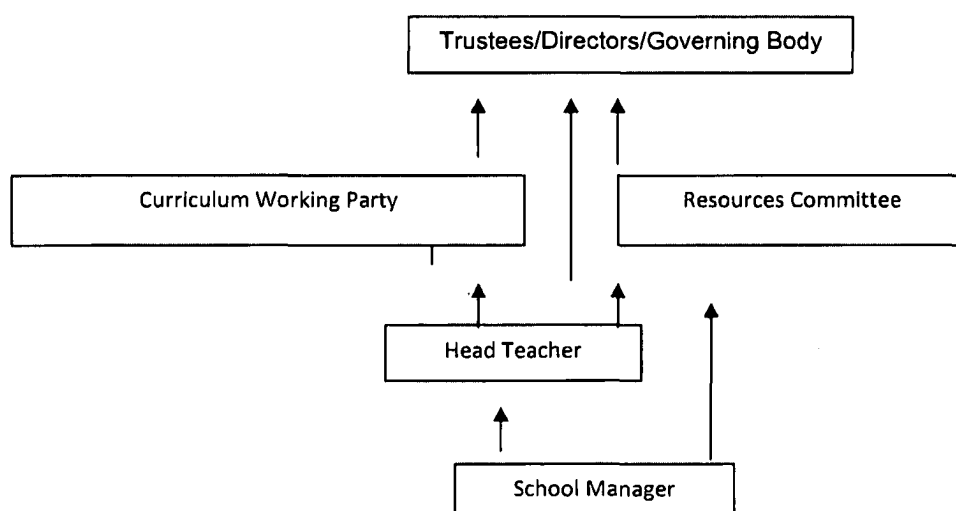 Trustees/Directors/Governing Body
Curriculum Working Party
Resources Committee
Head Teacher
School Manager